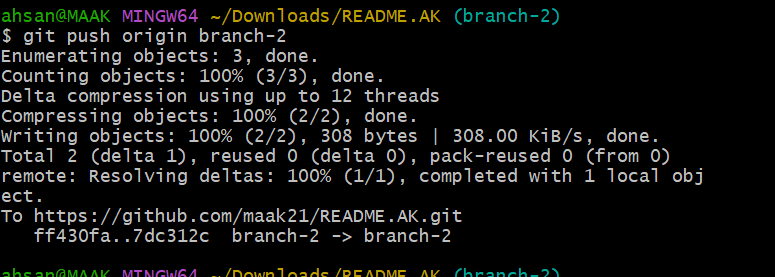 ahsan@MAAK MINGW64 ~/Downloads/README.AK (branch-2)
$ git push origin branch-2
Enumerating objects: 3, done.
Counting objects: 100% (3/3), done.
Delta compression using up to 12 threads
Compressing objects: 100% (2/2), done.
Writing objects: 100% (2/2), 308 bytes | 308.00 KiB/s, done.
Total 2 (delta 1), reused 0 (delta 0), pack-reused 0 (from 0)
remote: Resolving deltas: 100% (1/1), completed with 1 local obj
ect.
To https://github.com/maak21/README.AK.git
   ff430fa..7dc312c  branch-2 -> branch-2
ahsan@MAAK MINGW64 ~/Downloads/README.AK (branch-2)